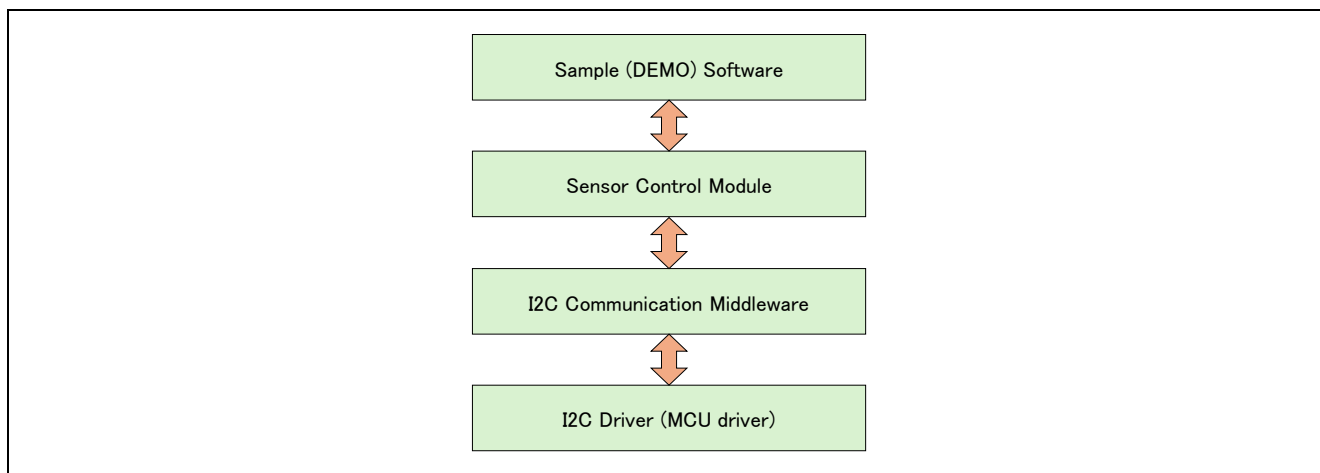 Sample (DEMO) Software
Sensor Control Module
I2C Communication Middleware
I2C Driver (MCU driver)